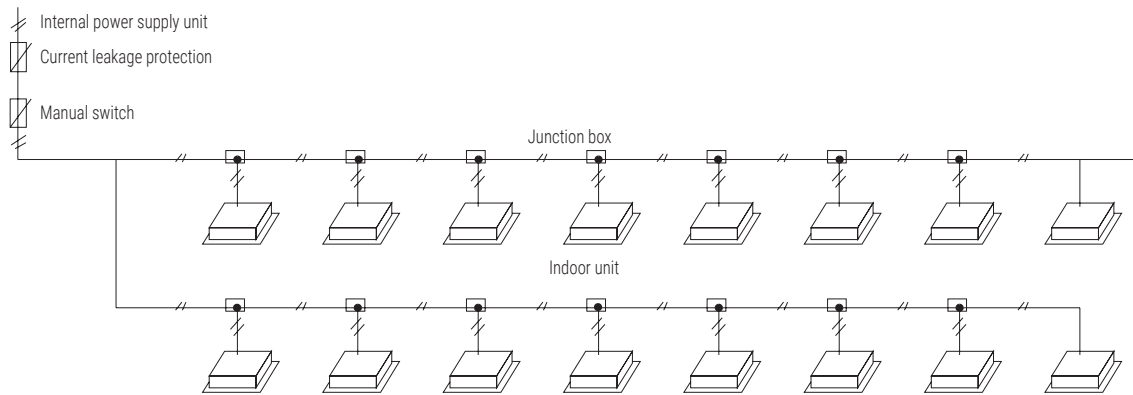 Internal power supply unit
Current leakage protection
Manual switch
Junction box
Indoor unit